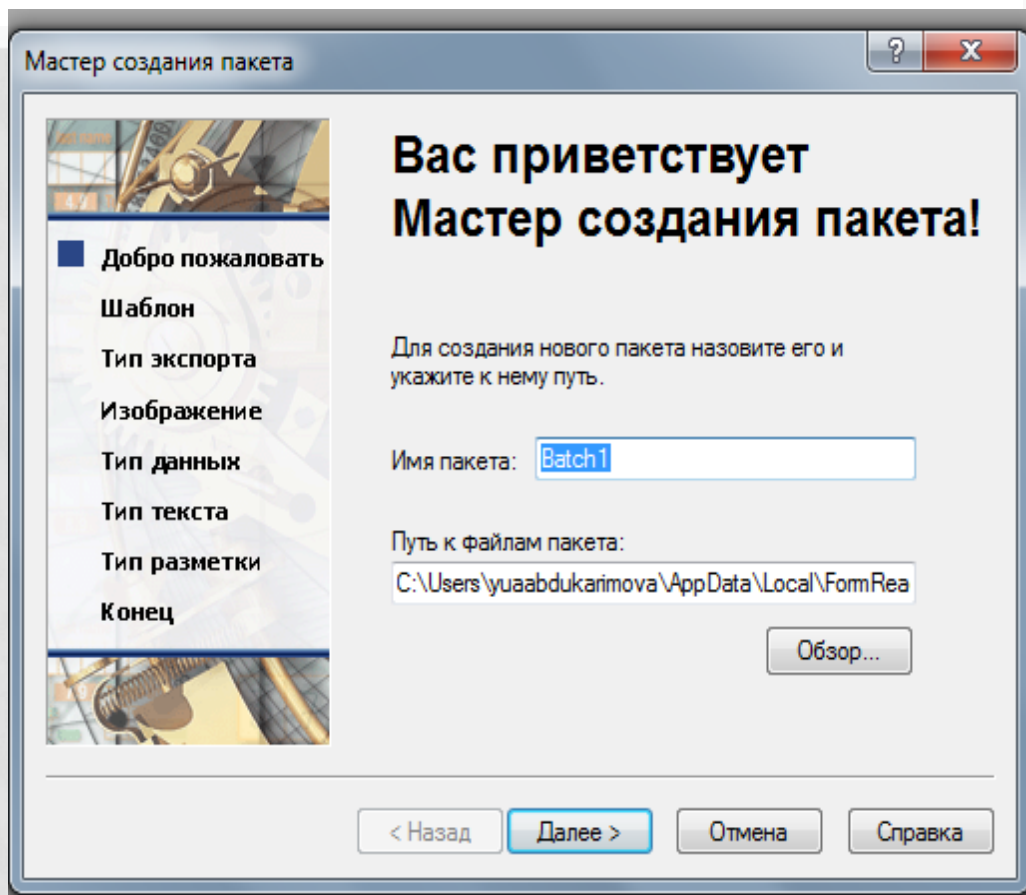 Мастер создания пакета
?
X
Вас приветствует
Мастер создания пакета!
Добро пожаловать
Шаблон
Тип экспорта
Изображение
Тип данных
Тип текста
Тип разметки
Конец
Для создания нового пакета назовите его и
укажите к нему путь.
Имя пакета: Batch1
Путь к файлам пакета:
C:\Users\yuaabdukarimova\AppData\Local\FormRea
Обзор...
< Назад
Далее >
Отмена
Справка